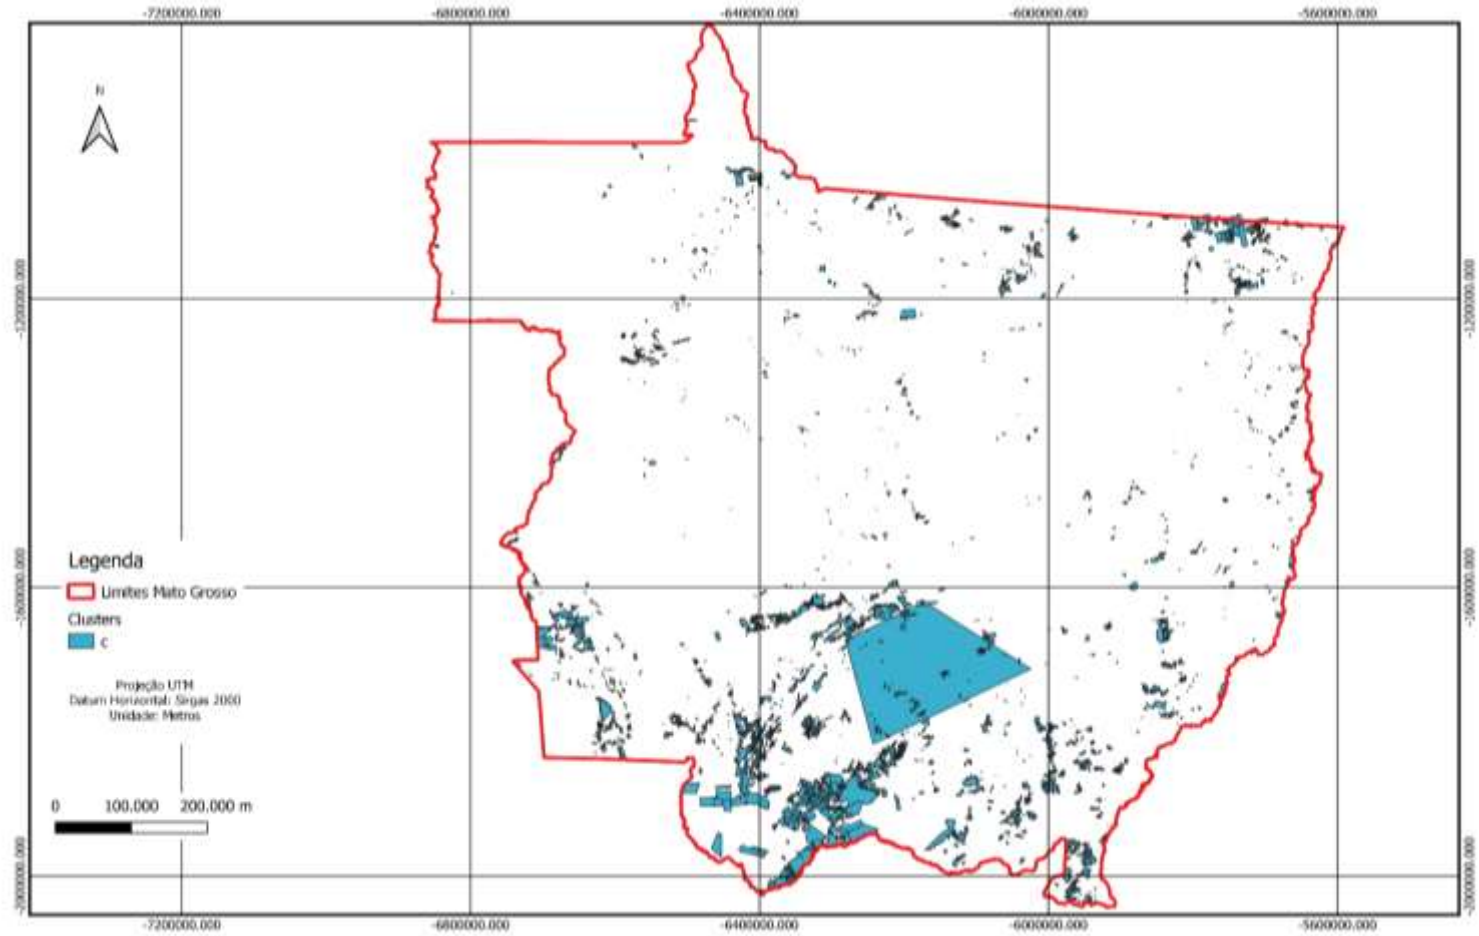 -7200000.000 -6800000.000 -6400000.000 -6000000.000 -5600000.000
N
-1200000.000 -1200000.000
Legenda
Limites Mato Grosso
Clusters
c
-1600000.000 -1600000.000
Projeção UTM
Datum Horizontal: Sirgas 2000
Unidade: Metros
0 100.000 200.000 m
-2000000.000 -2000000.000
-7200000.000 -6800000.000 -6400000.000 -6000000.000 -5600000.000